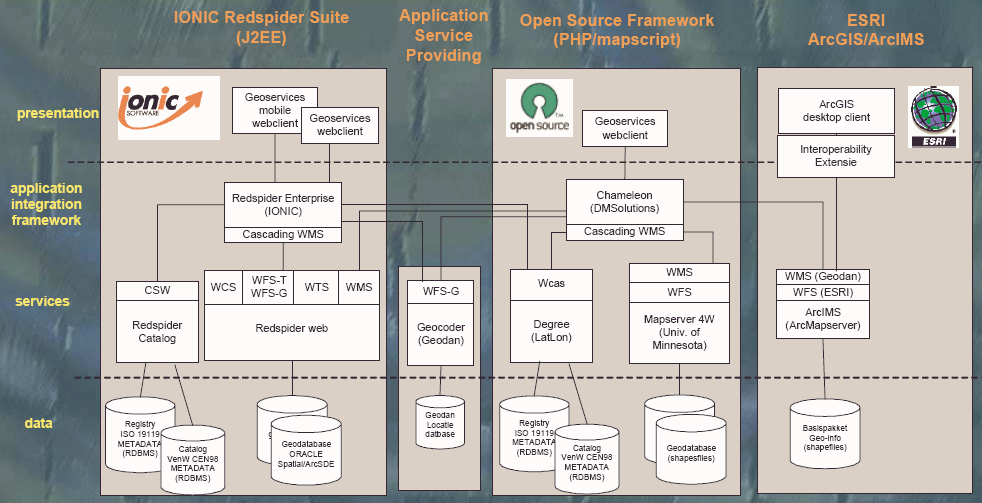 IONIC Redspider Suite
(J2EE)
Application
Service
Providing
Open Source Framework
(PHP/mapscript)
ESRI
ArcGIS/ArcIMS
presentation
ionic
SOFTWARE
Geoservices
mobile
webclient
Geoservices
webclient
open source
TM
Geoservices
webclient
ArcGIS
desktop client
Interoperability
Extensie
ESRI
application
integration
framework
Redspider Enterprise
(IONIC)
Cascading WMS
Chameleon
(DMSolutions)
Cascading WMS
services
CSW
Redspider
Catalog
WCS
WFS-T
WFS-G
WTS
WMS
Redspider web
WFS-G
Geocoder
(Geodan)
Wcas
Degree
(LatLon)
WMS
WFS
Mapserver 4W
(Univ. of
Minnesota)
WMS (Geodan)
WFS (ESRI)
ArcIMS
(ArcMapserver)
data
Registry
ISO 19119
METADATA
(RDBMS)
Catalog
VenW CEN98
METADATA
(RDBMS)
Geodatabase
ORACLE
Spatial/ArcSDE
Geodan
Locatie
datbase
Registry
ISO 19119
METADATA
(RDBMS)
Catalog
VenW CEN98
METADATA
(RDBMS)
Geodatabase
(shapesfiles)
Basispakket
Geo-info
(shapefiles)